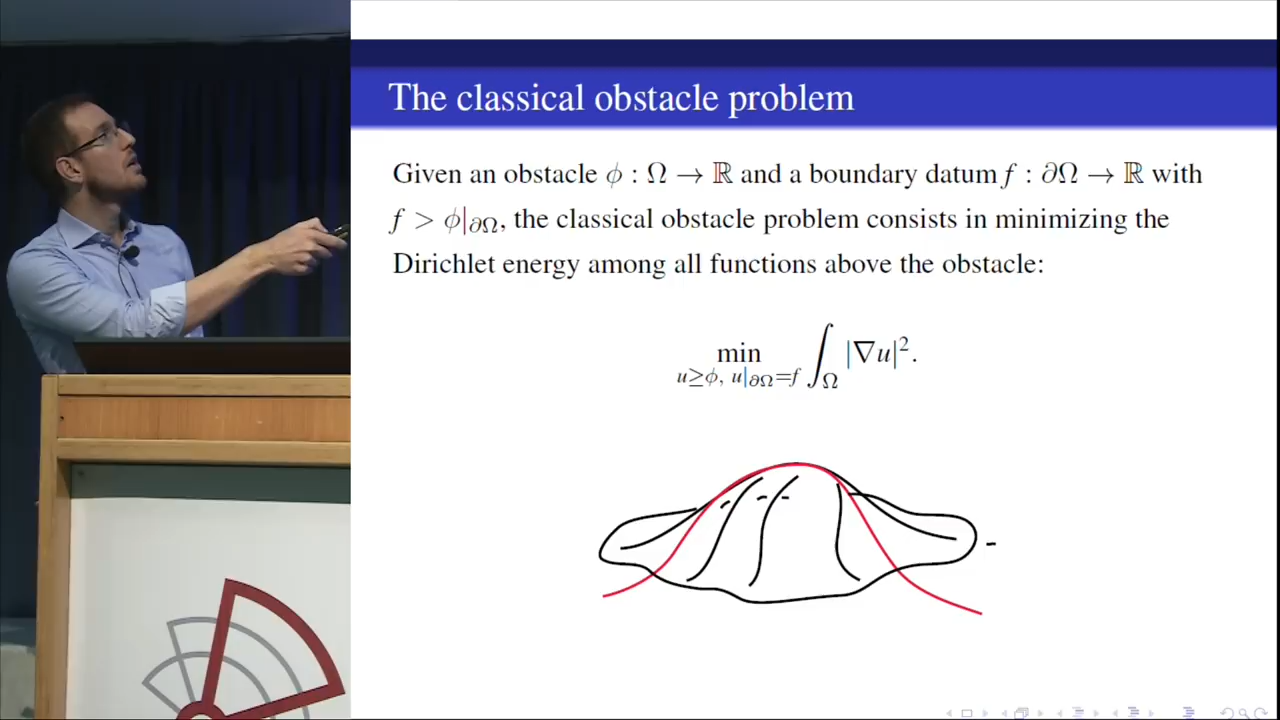 The classical obstacle problem
Given an obstacle ϕ : Ω → ℝ and a boundary datum f : ∂Ω → ℝ with
f > ϕ|∂Ω, the classical obstacle problem consists in minimizing the
Dirichlet energy among all functions above the obstacle:
min ∫Ω |∇u|².
u≥ϕ, u|∂Ω=f